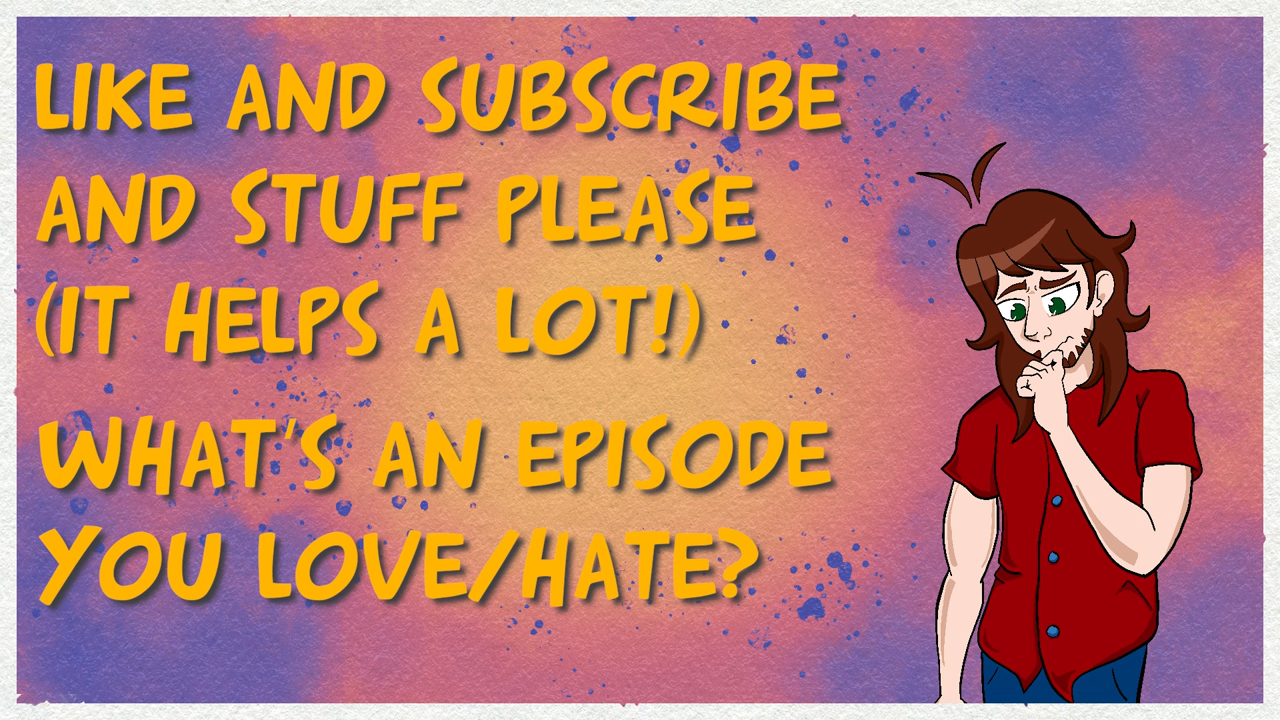 LIKE AND SUBSCRIBE
AND STUFF PLEASE
(IT HELPS A LOT!)
WHAT'S AN EPISODE
YOU LOVE/HATE?